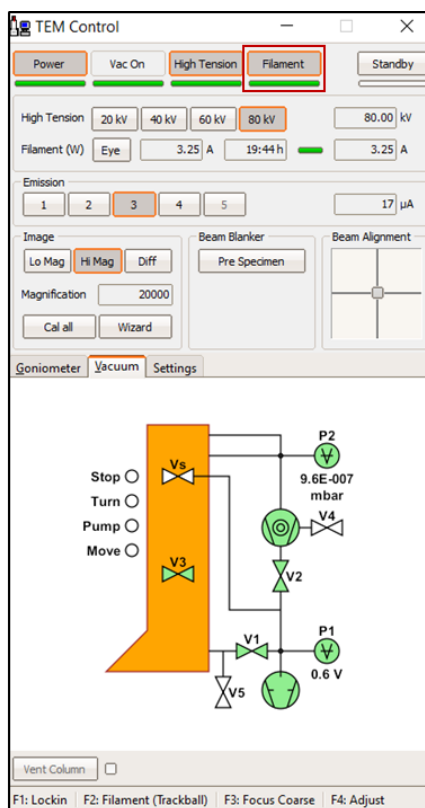 TEM Control
Power Vac On High Tension Filament Standby
High Tension 20 kV 40 kV 60 kV 80 kV 80.00 kV
Filament (W) Eye 3.25 A 19:44 h 3.25 A
Emission
1 2 3 4 5 17 µA
Image Beam Blanker Beam Alignment
Lo Mag Hi Mag Diff Pre Specimen
Magnification 20000
Cal all Wizard
Goniometer Vacuum Settings
P2
Vs
Stop
9.6E-007
mbar
Turn
V4
Pump
Move
V3
V2
V1
P1
0.6 V
V5
Vent Column
F1: Lockin F2: Filament (Trackball) F3: Focus Coarse F4: Adjust